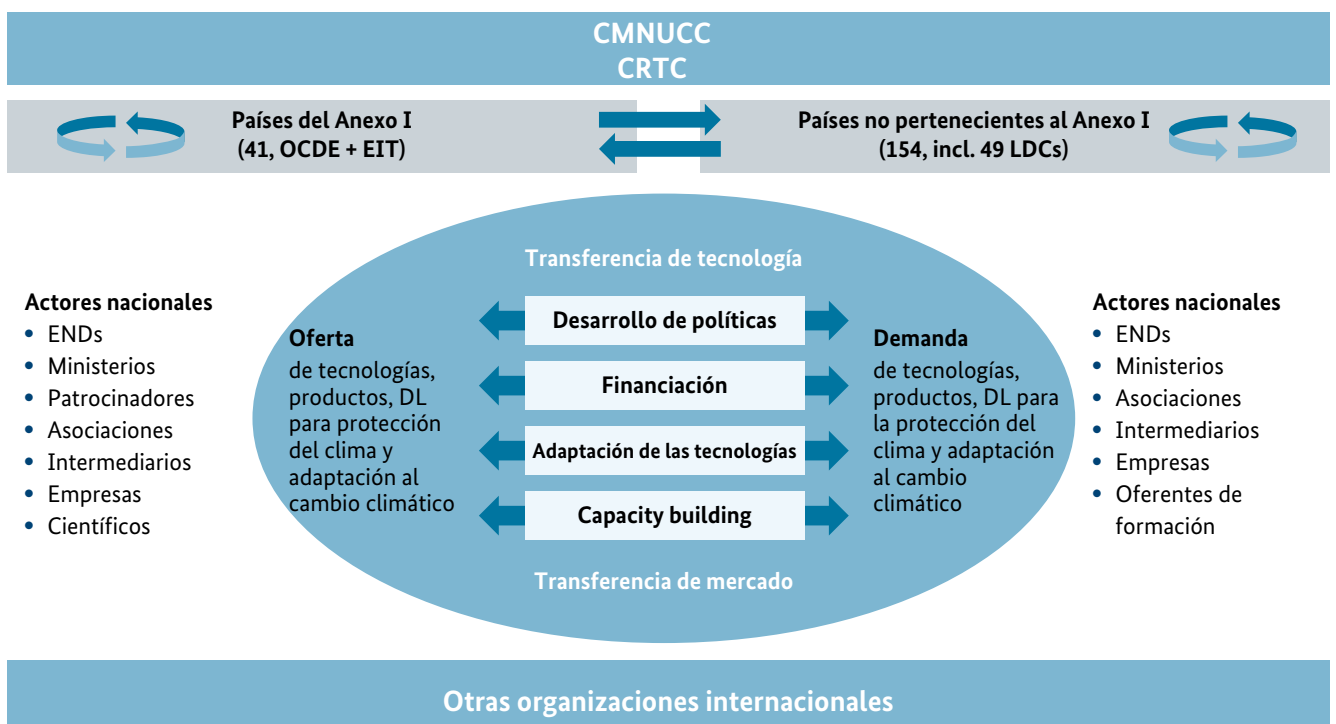 CMNUCC
CRTC
Países del Anexo I
(41, OCDE + EIT)
Países no pertenecientes al Anexo I
(154, incl. 49 LDCs)
Actores nacionales
• ENDs
• Ministerios
• Patrocinadores
• Asociaciones
• Intermediarios
• Empresas
• Científicos
Transferencia de tecnología
Oferta
de tecnologías,
productos, DL
para protección
del clima y
adaptación al
cambio climático
Desarrollo de políticas
Financiación
Adaptación de las tecnologías
Capacity building
Demanda
de tecnologías,
productos, DL para
la protección del
clima y adaptación
al cambio
climático
Transferencia de mercado
Actores nacionales
• ENDs
• Ministerios
• Asociaciones
• Intermediarios
• Empresas
• Oferentes de
formación
Otras organizaciones internacionales